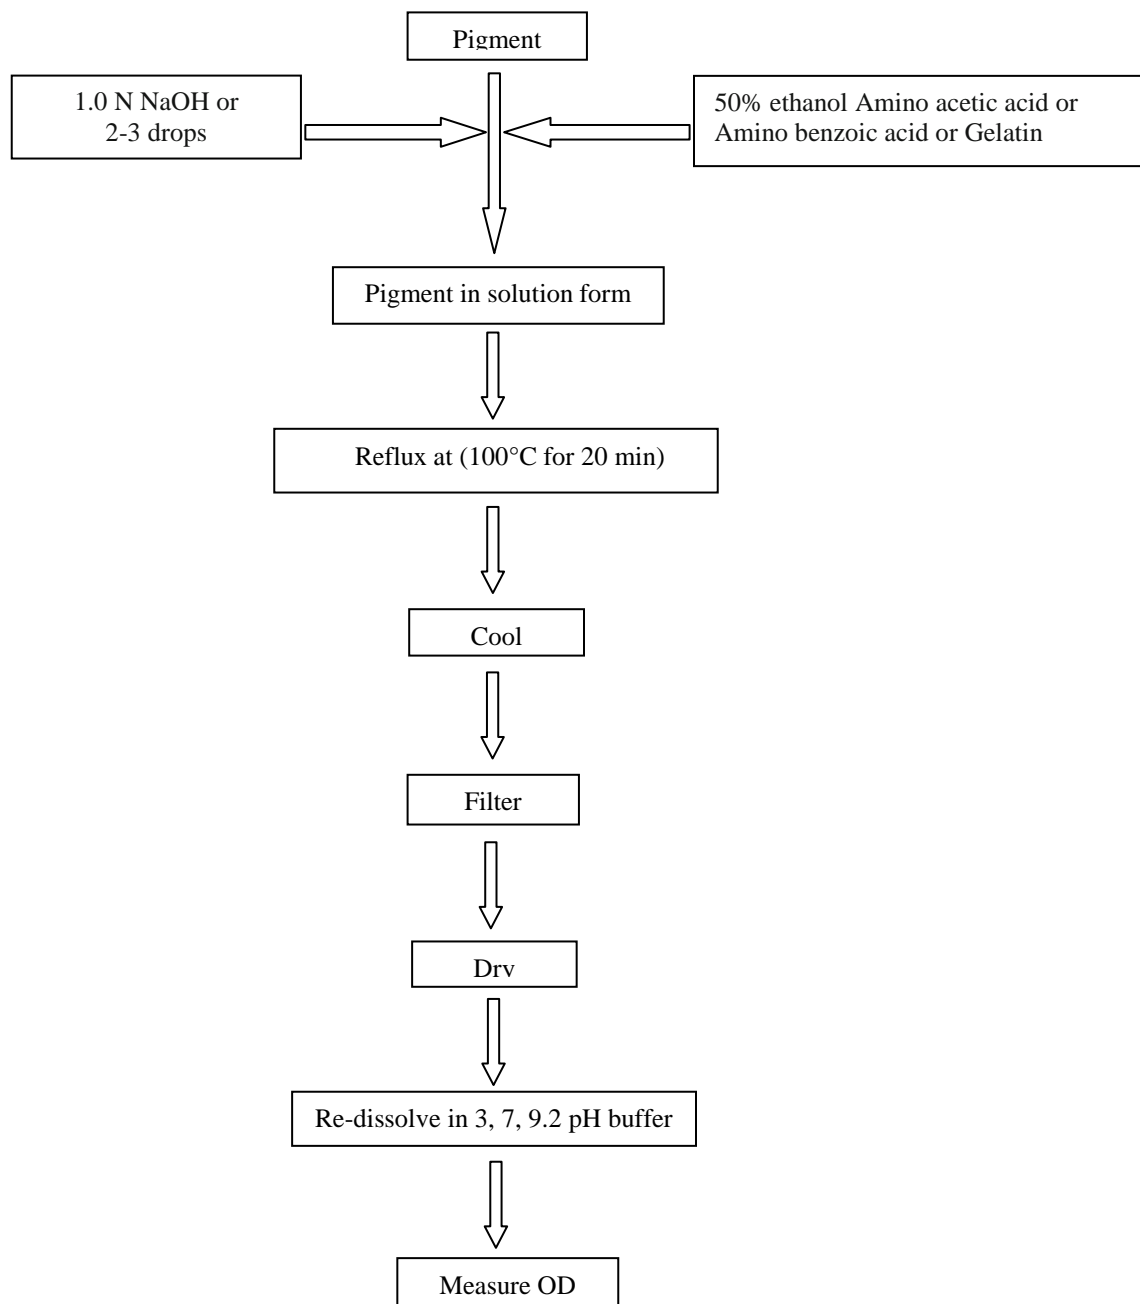 Pigment
1.0 N NaOH or
2-3 drops
50% ethanol Amino acetic acid or
Amino benzoic acid or Gelatin
Pigment in solution form
Reflux at (100°C for 20 min)
Cool
Filter
Dry
Re-dissolve in 3, 7, 9.2 pH buffer
Measure OD